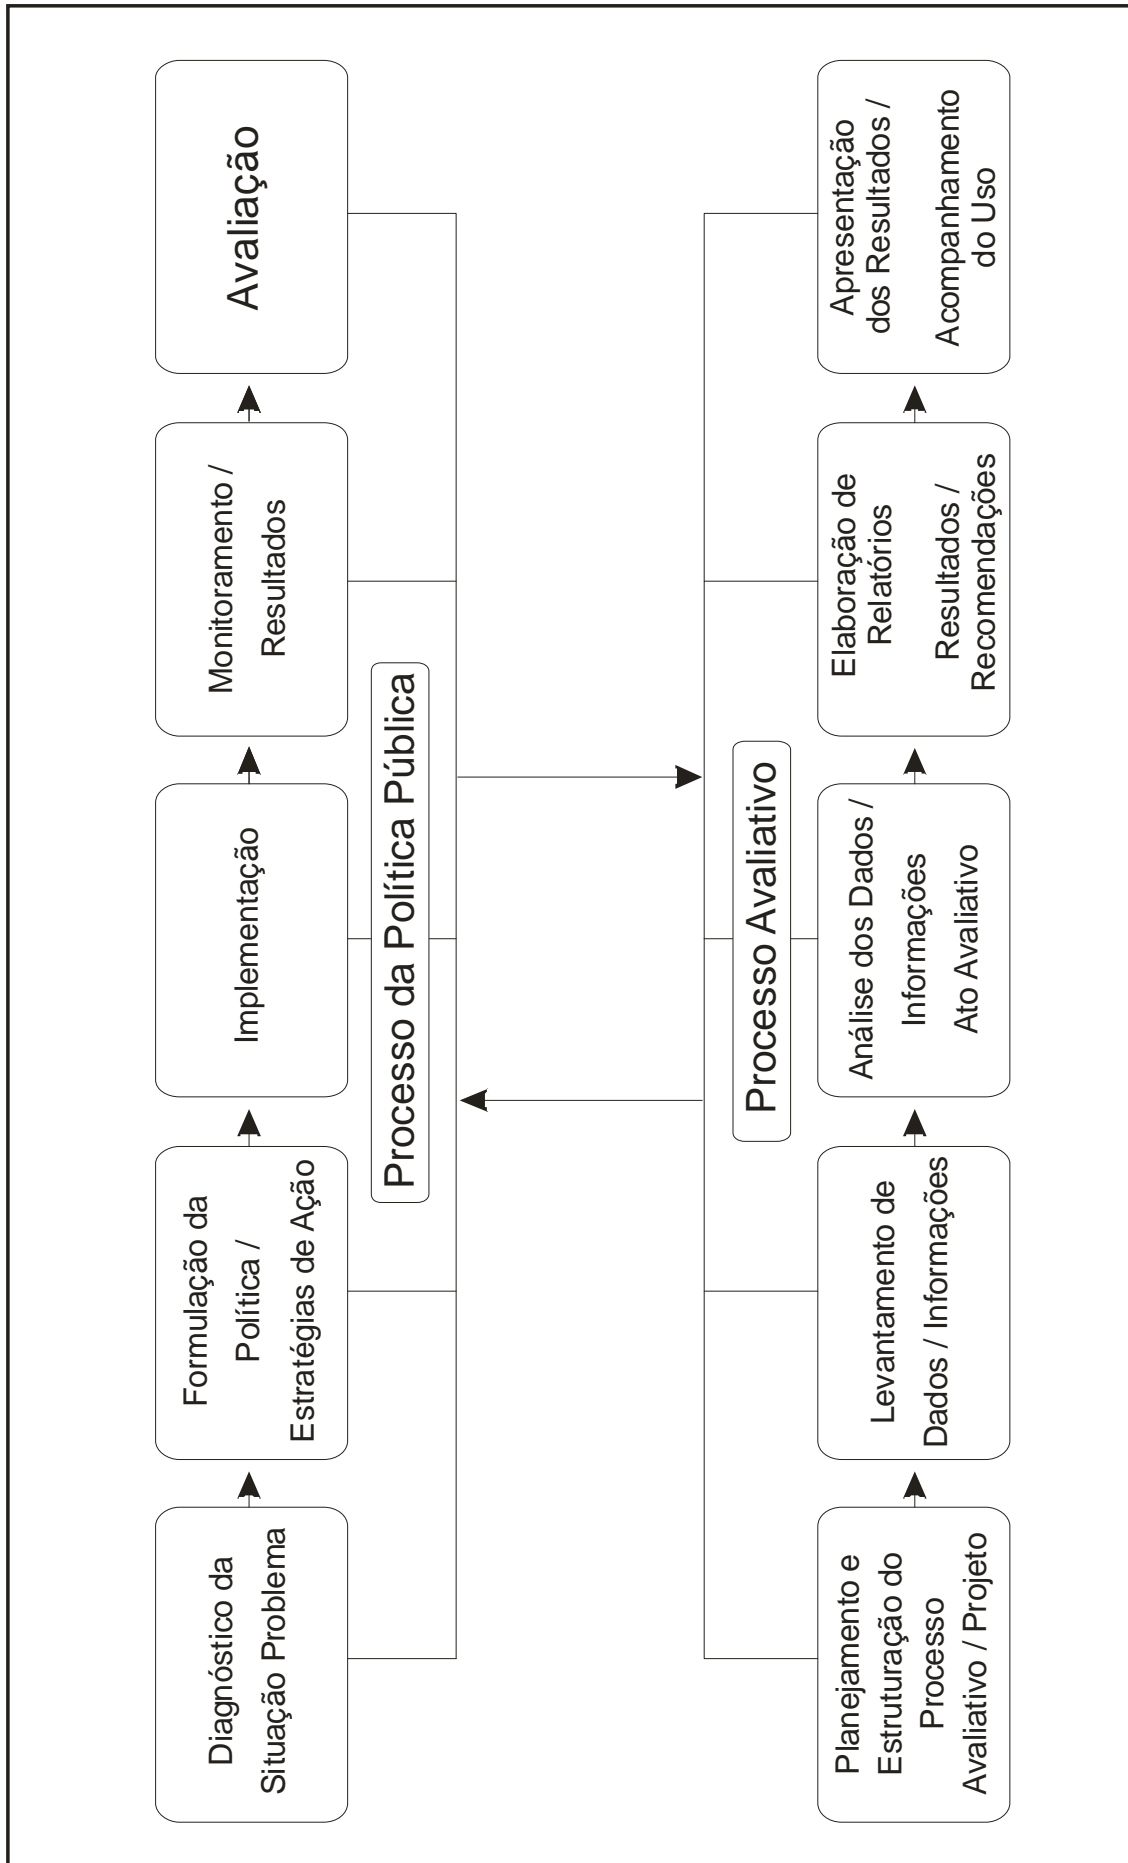 Diagnóstico da
Situação Problema
Formulação da
Política /
Estratégias de Ação
Implementação
Monitoramento /
Resultados
Avaliação
Processo da Política Pública
Processo Avaliativo
Planejamento e
Estruturação do
Processo
Avaliativo / Projeto
Levantamento de
Dados / Informações
Análise dos Dados /
Informações
Ato Avaliativo
Elaboração de
Relatórios
Resultados /
Recomendações
Apresentação
dos Resultados /
Acompanhamento
do Uso